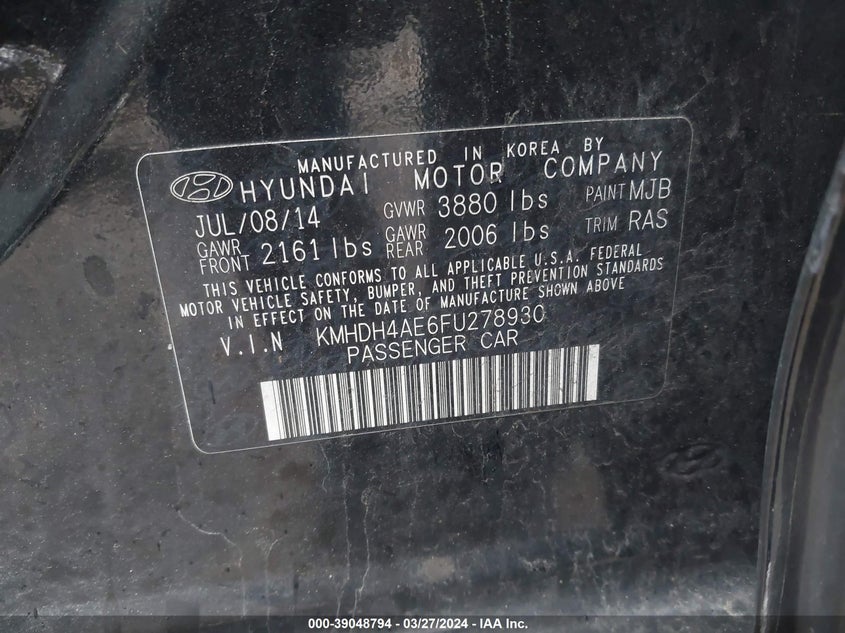 MANUFACTURED IN KOREA BY
HYUNDAI MOTOR COMPANY
JUL/08/14 GVWR 3880 lbs PAINT MJB
GAWR FRONT 2161 lbs GAWR REAR 2006 lbs TRIM RAS
THIS VEHICLE CONFORMS TO ALL APPLICABLE U.S.A. FEDERAL
MOTOR VEHICLE SAFETY, BUMPER, AND THEFT PREVENTION STANDARDS
IN EFFECT ON THE DATE OF MANUFACTURE SHOWN ABOVE
V.I.N KMHDH4AE6FU278930
PASSENGER CAR
000-39048794 - 03/27/2024 - IAA Inc.